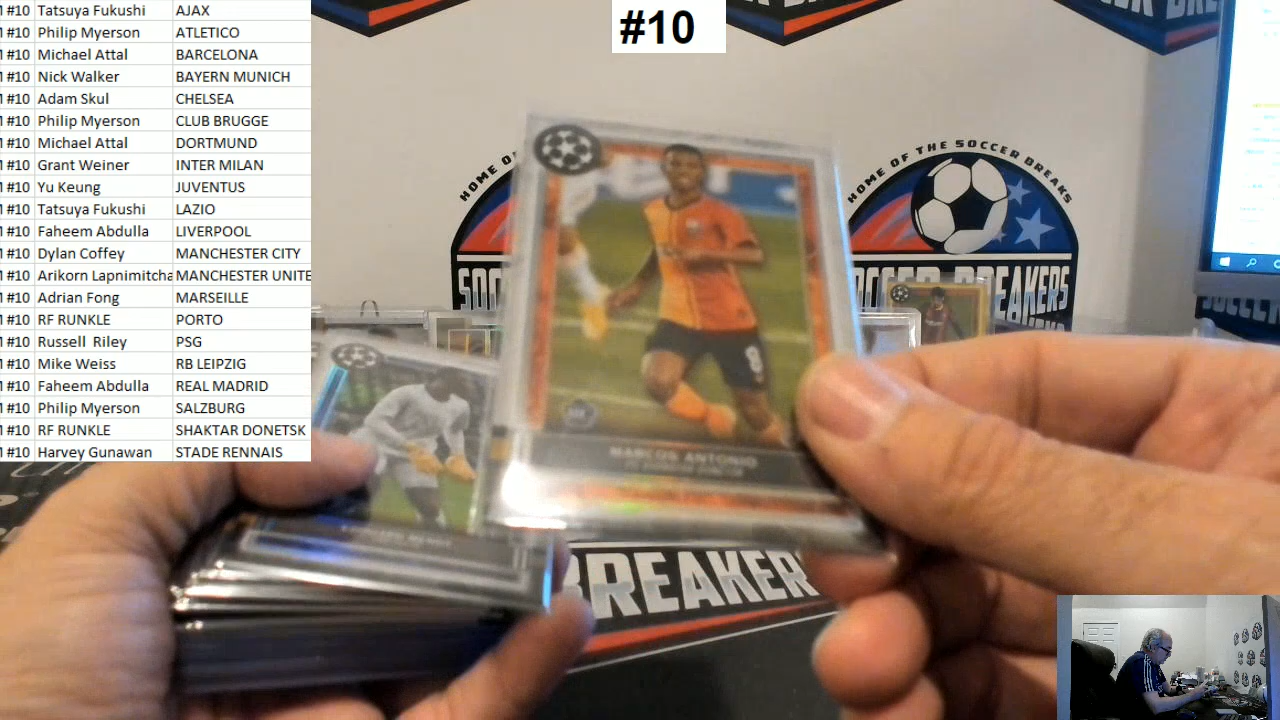 #10 Tatsuya Fukushi AJAX
#10 Philip Myerson ATLETICO
#10 Michael Attal BARCELONA
#10 Nick Walker BAYERN MUNICH
#10 Adam Skul CHELSEA
#10 Philip Myerson CLUB BRUGGE
#10 Michael Attal DORTMUND
#10 Grant Weiner INTER MILAN
#10 Yu Keung JUVENTUS
#10 Tatsuya Fukushi LAZIO
#10 Faheem Abdulla LIVERPOOL
#10 Dylan Coffey MANCHESTER CITY
#10 Arikorn Lapnimitcha MANCHESTER UNITE
#10 Adrian Fong MARSEILLE
#10 RF RUNKLE PORTO
#10 Russell Riley PSG
#10 Mike Weiss RB LEIPZIG
#10 Faheem Abdulla REAL MADRID
#10 Philip Myerson SALZBURG
#10 RF RUNKLE SHAKTAR DONETSK
#10 Harvey Gunawan STADE RENNAIS
#10
HOME O
HOME OF THE SOCCER BREAKS
SOC
SOCCER BREAKERS
8
MARCOS ANTONIO
BREAKER